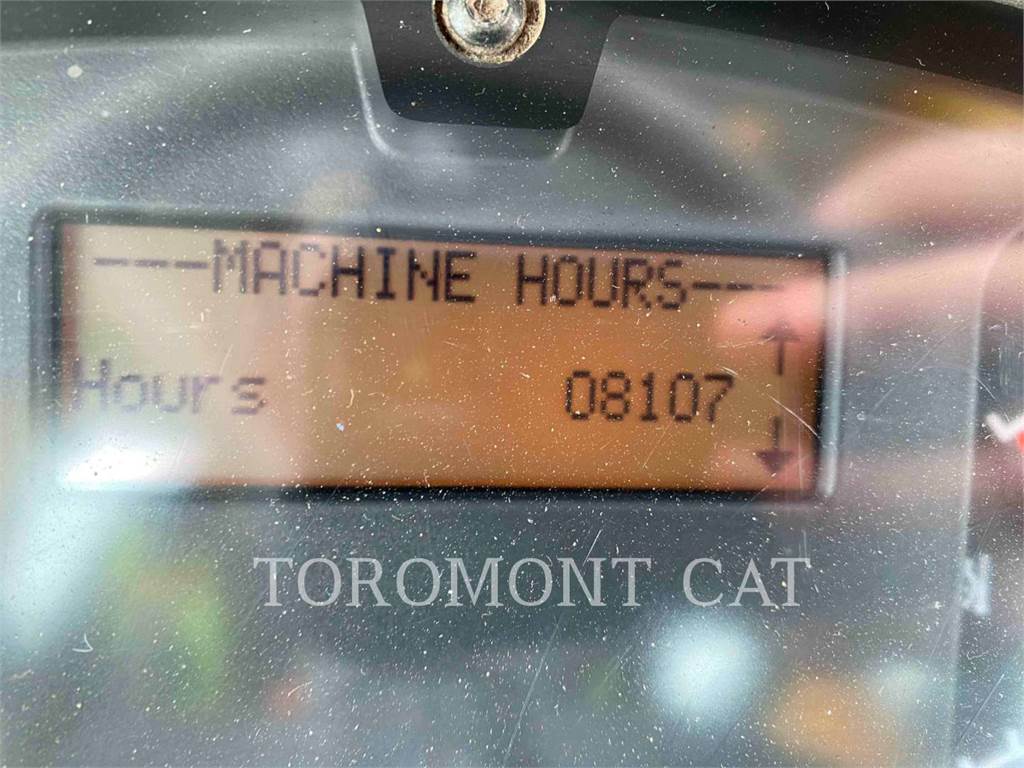 ---MACHINE HOURS---
Hours 08107
TOROMONT CAT